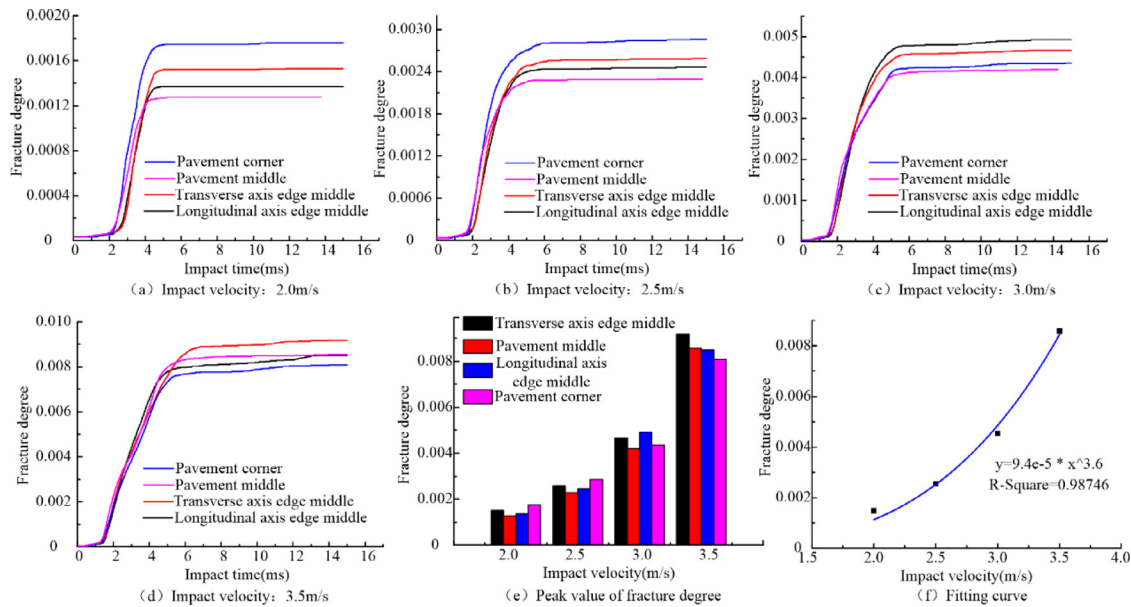 0.0020
0.0016
0.0012
0.0008
0.0004
0
Fracture degree
Pavement corner
Pavement middle
Transverse axis edge middle
Longitudinal axis edge middle
0 2 4 6 8 10 12 14 16
Impact time(ms)
(a) Impact velocity: 2.0m/s
0.0030
0.0024
0.0018
0.0012
0.0006
0
Fracture degree
Pavement corner
Pavement middle
Transverse axis edge middle
Longitudinal axis edge middle
0 2 4 6 8 10 12 14 16
Impact time(ms)
(b) Impact velocity: 2.5m/s
0.005
0.004
0.003
0.002
0.001
0
Fracture degree
Pavement corner
Pavement middle
Transverse axis edge middle
Longitudinal axis edge middle
0 2 4 6 8 10 12 14 16
Impact time(ms)
(c) Impact velocity: 3.0m/s
0.010
0.008
0.006
0.004
0.002
0
Fracture degree
Pavement corner
Pavement middle
Transverse axis edge middle
Longitudinal axis edge middle
0 2 4 6 8 10 12 14 16
Impact time(ms)
(d) Impact velocity: 3.5m/s
0.008
0.006
0.004
0.002
0
Fracture degree
Transverse axis edge middle
Pavement middle
Longitudinal axis
edge middle
Pavement corner
2.0 2.5 3.0 3.5
Impact velocity(m/s)
(e) Peak value of fracture degree
0.008
0.006
0.004
0.002
0
Fracture degree
y=9.4e-5 * x^3.6
R-Square=0.98746
1.5 2.0 2.5 3.0 3.5 4.0
Impact velocity(m/s)
(f) Fitting curve